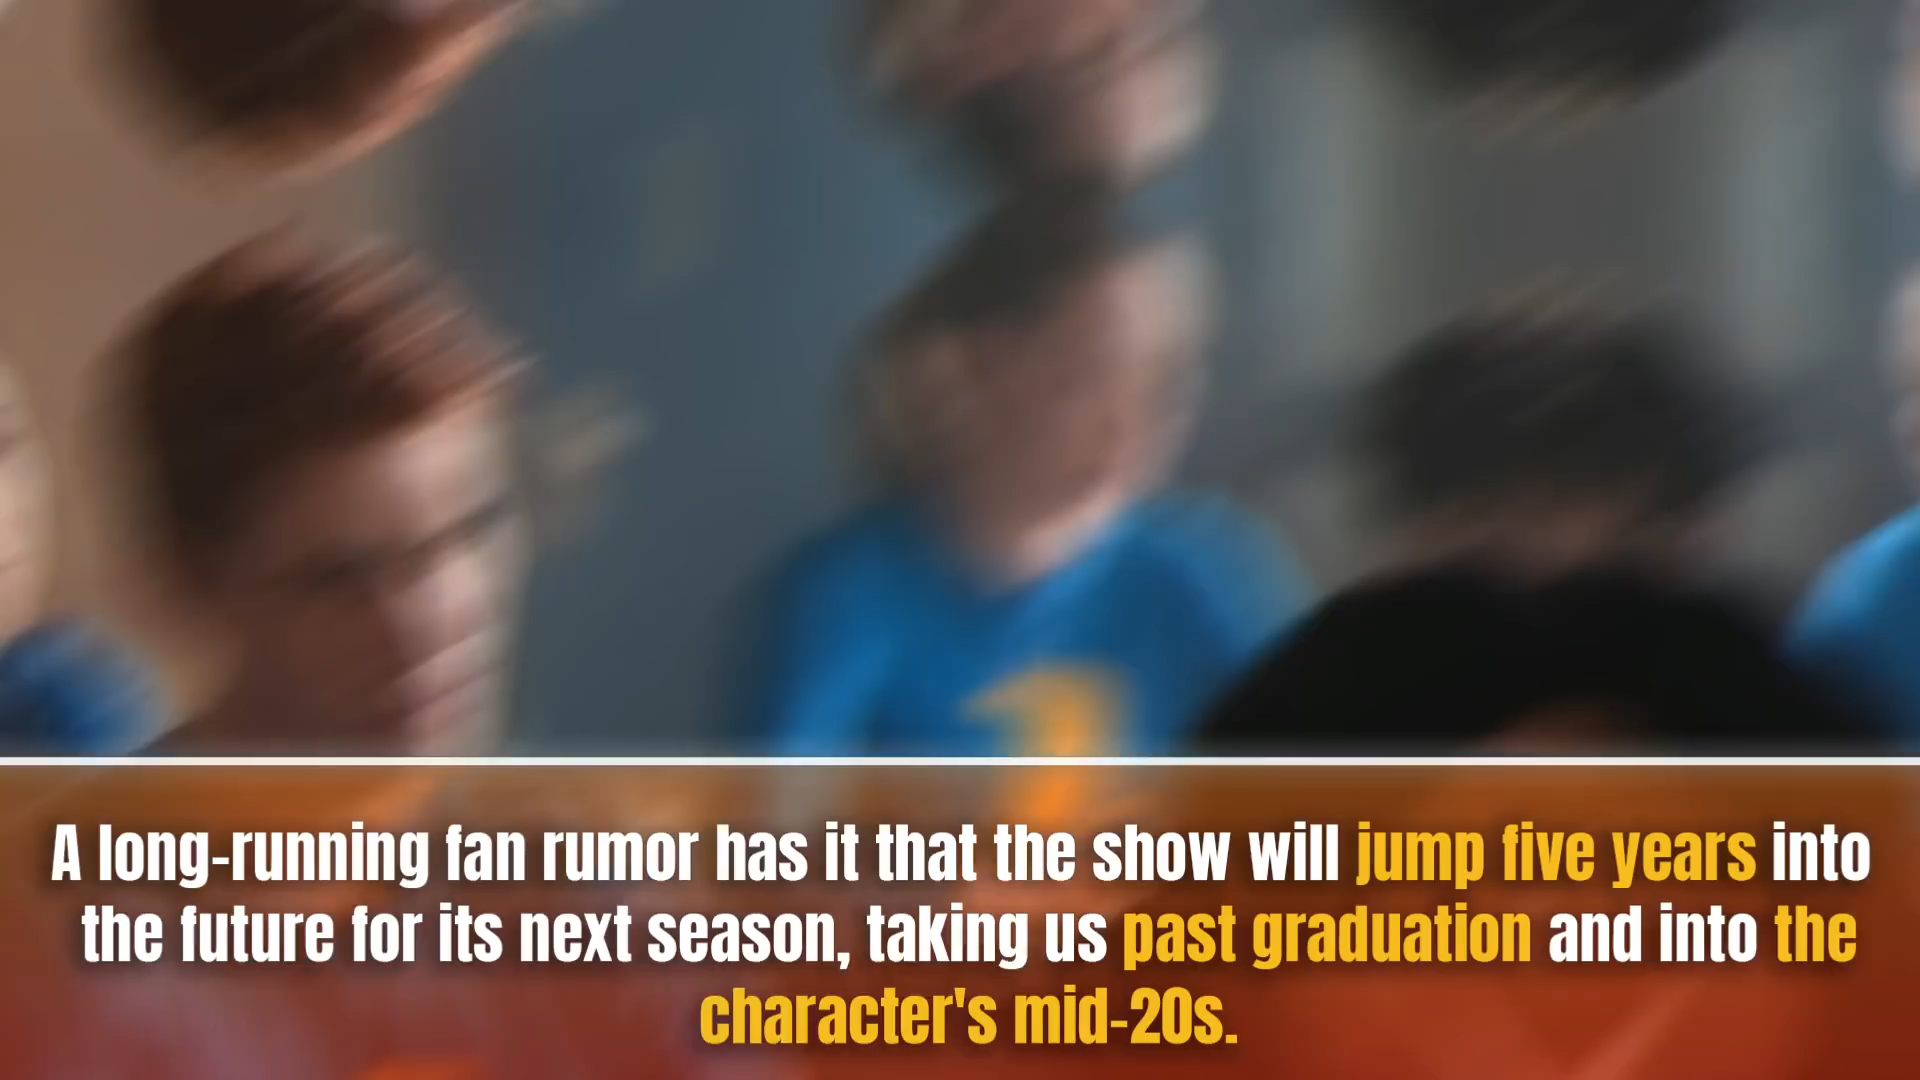 A long-running fan rumor has it that the show will jump five years into
the future for its next season, taking us past graduation and into the
character's mid-20s.